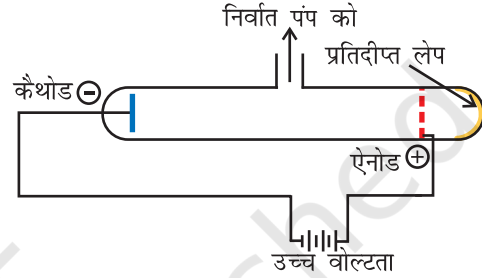 निर्वात पंप को
प्रतिदीप्त लेप
कैथोड −
ऐनोड +
उच्च वोल्टता